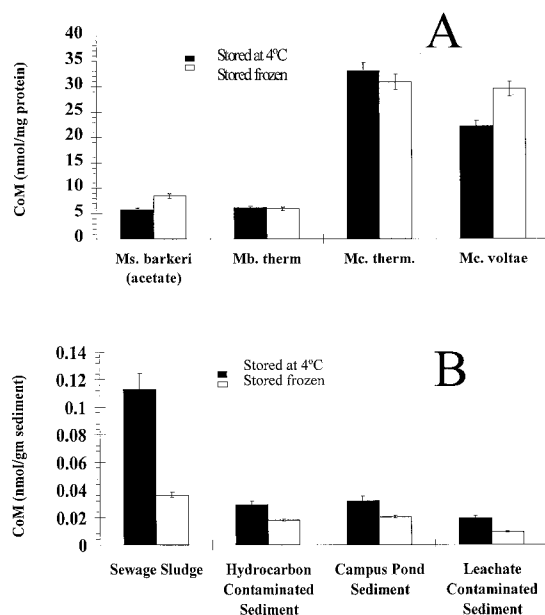 A
40
35
30
25
20
15
10
5
0
CoM (nmol/mg protein)
Stored at 4°C
Stored frozen
Ms. barkeri
(acetate)
Mb. therm
Mc. therm.
Mc. voltae
B
0.14
0.12
0.1
0.08
0.06
0.04
0.02
0
CoM (nmol/gm sediment)
Stored at 4°C
Stored frozen
Sewage Sludge
Hydrocarbon
Contaminated
Sediment
Campus Pond
Sediment
Leachate
Contaminated
Sediment